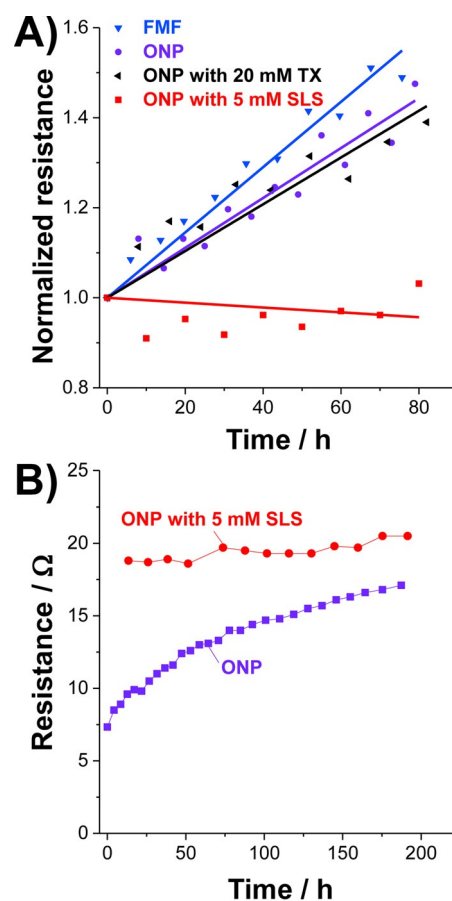 A)
FMF
ONP
ONP with 20 mM TX
ONP with 5 mM SLS
Normalized resistance
1.6
1.4
1.2
1.0
0.8
0 20 40 60 80
Time / h
B)
Resistance / Ω
25
20
15
10
5
ONP with 5 mM SLS
ONP
0 50 100 150 200
Time / h